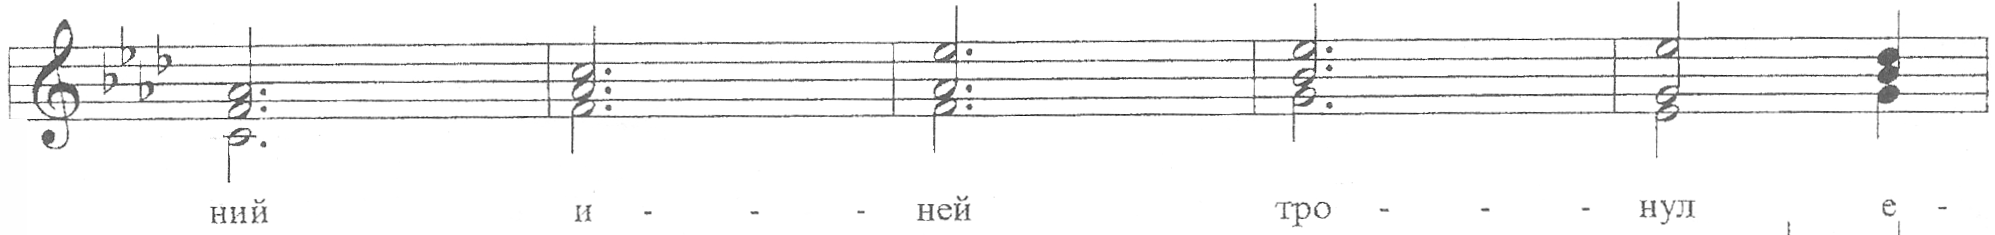 ний и - - - ней тро - - - нул е -